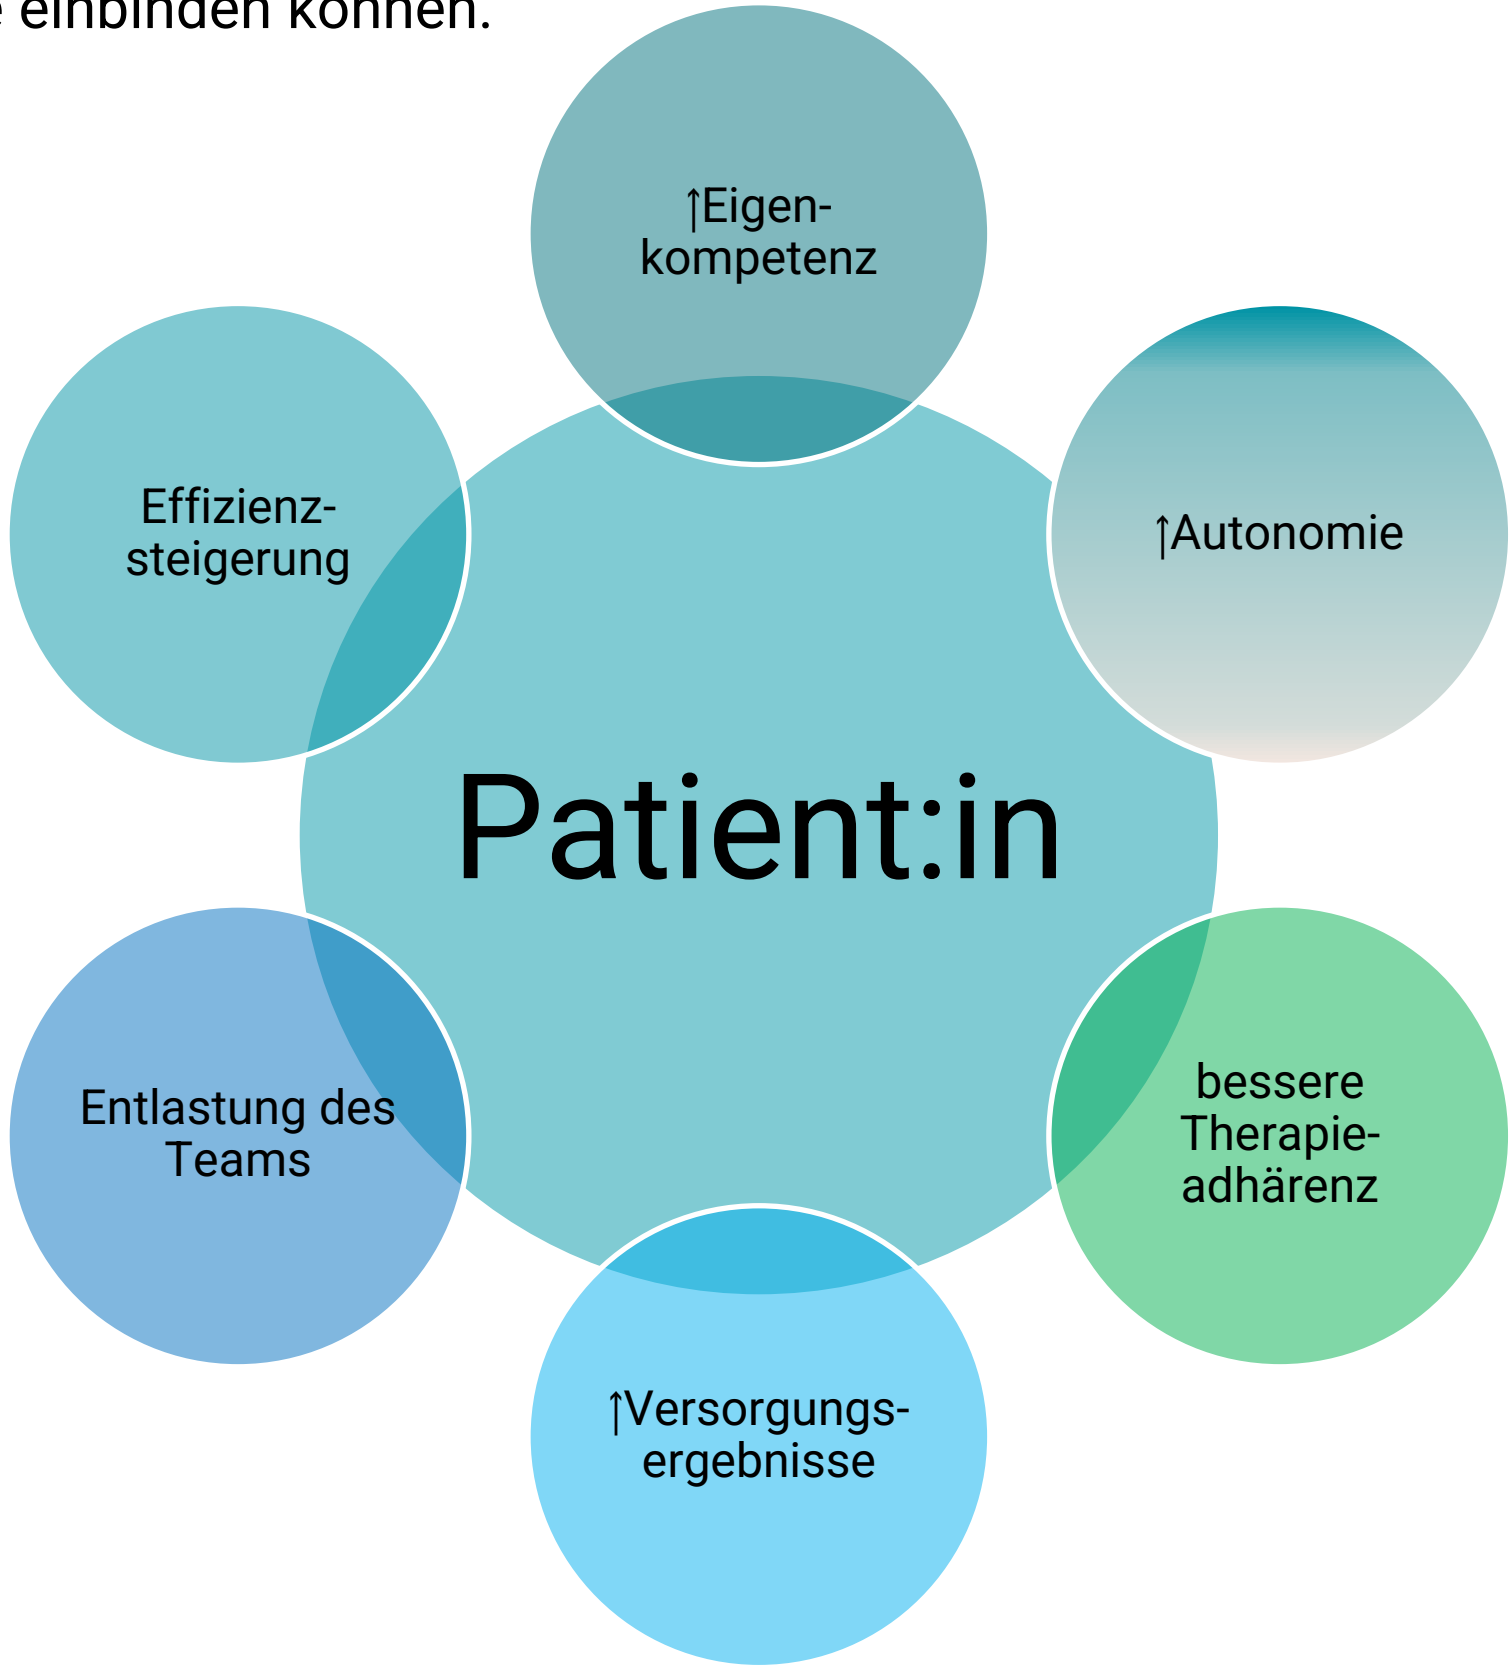 einbinden können.
↑Eigen-
kompetenz
↑Autonomie
bessere
Therapie-
adhärenz
↑Versorgungs-
ergebnisse
Entlastung des
Teams
Effizienz-
steigerung
Patient:in